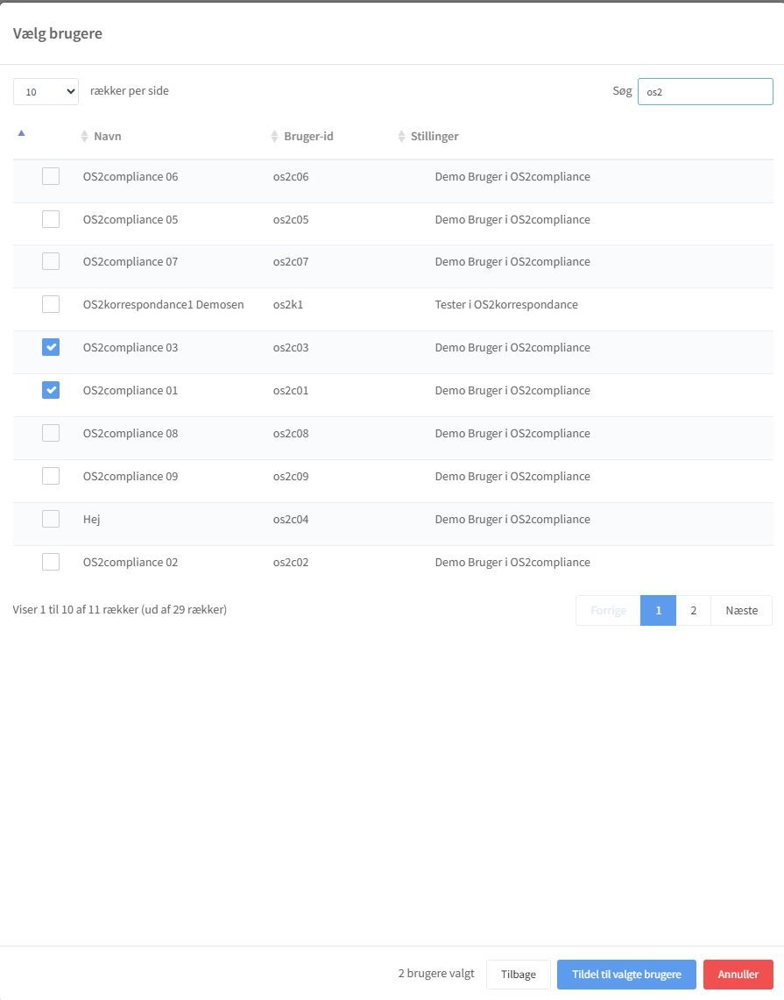 Vælg brugere
10 rækker per side Søg os2
Navn Bruger-id Stillinger
OS2compliance 06 os2c06 Demo Bruger i OS2compliance
OS2compliance 05 os2c05 Demo Bruger i OS2compliance
OS2compliance 07 os2c07 Demo Bruger i OS2compliance
OS2korrespondance1 Demosen os2k1 Tester i OS2korrespondance
OS2compliance 03 os2c03 Demo Bruger i OS2compliance
OS2compliance 01 os2c01 Demo Bruger i OS2compliance
OS2compliance 08 os2c08 Demo Bruger i OS2compliance
OS2compliance 09 os2c09 Demo Bruger i OS2compliance
Hej os2c04 Demo Bruger i OS2compliance
OS2compliance 02 os2c02 Demo Bruger i OS2compliance
Viser 1 til 10 af 11 rækker (ud af 29 rækker) Forrige 1 2 Næste
2 brugere valgt Tilbage Tildel til valgte brugere Annuller